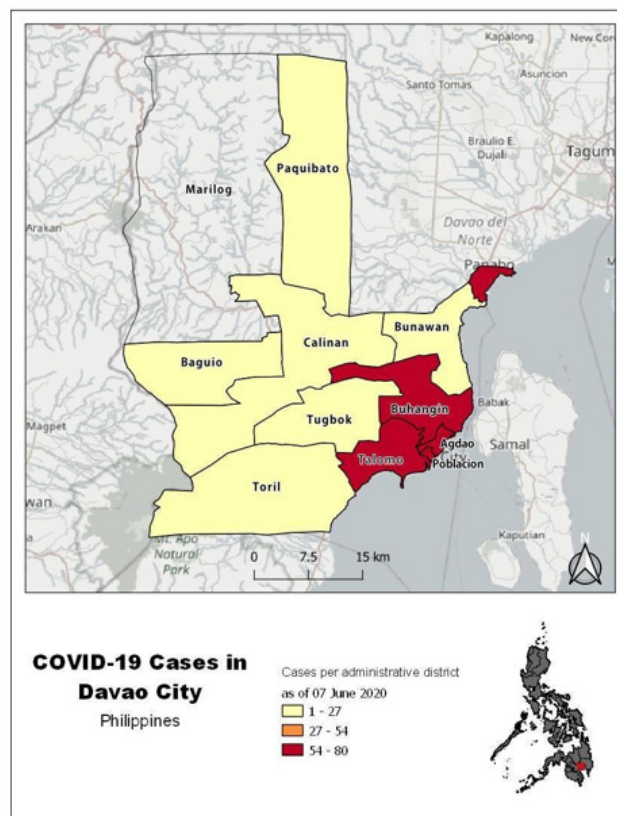 Kapalong
New Cor
Asuncion
Santo Tomas
Braulio E.
Dujali
Tagum
Paquibato
Marilog
Arakan
Davao del
Norte
Panabo
M
Bunawan
Calinan
Baguio
Babak
Buhangin
Magpet
Tugbok
Samal
Agdao
City
Talomo
Poblacion
wan
Toril
Mt. Apo
Natural
Park
Kaputian
0 7.5 15 km
N
COVID-19 Cases in
Davao City
Philippines
Cases per administrative district
as of 07 June 2020
1 - 27
27 - 54
54 - 80